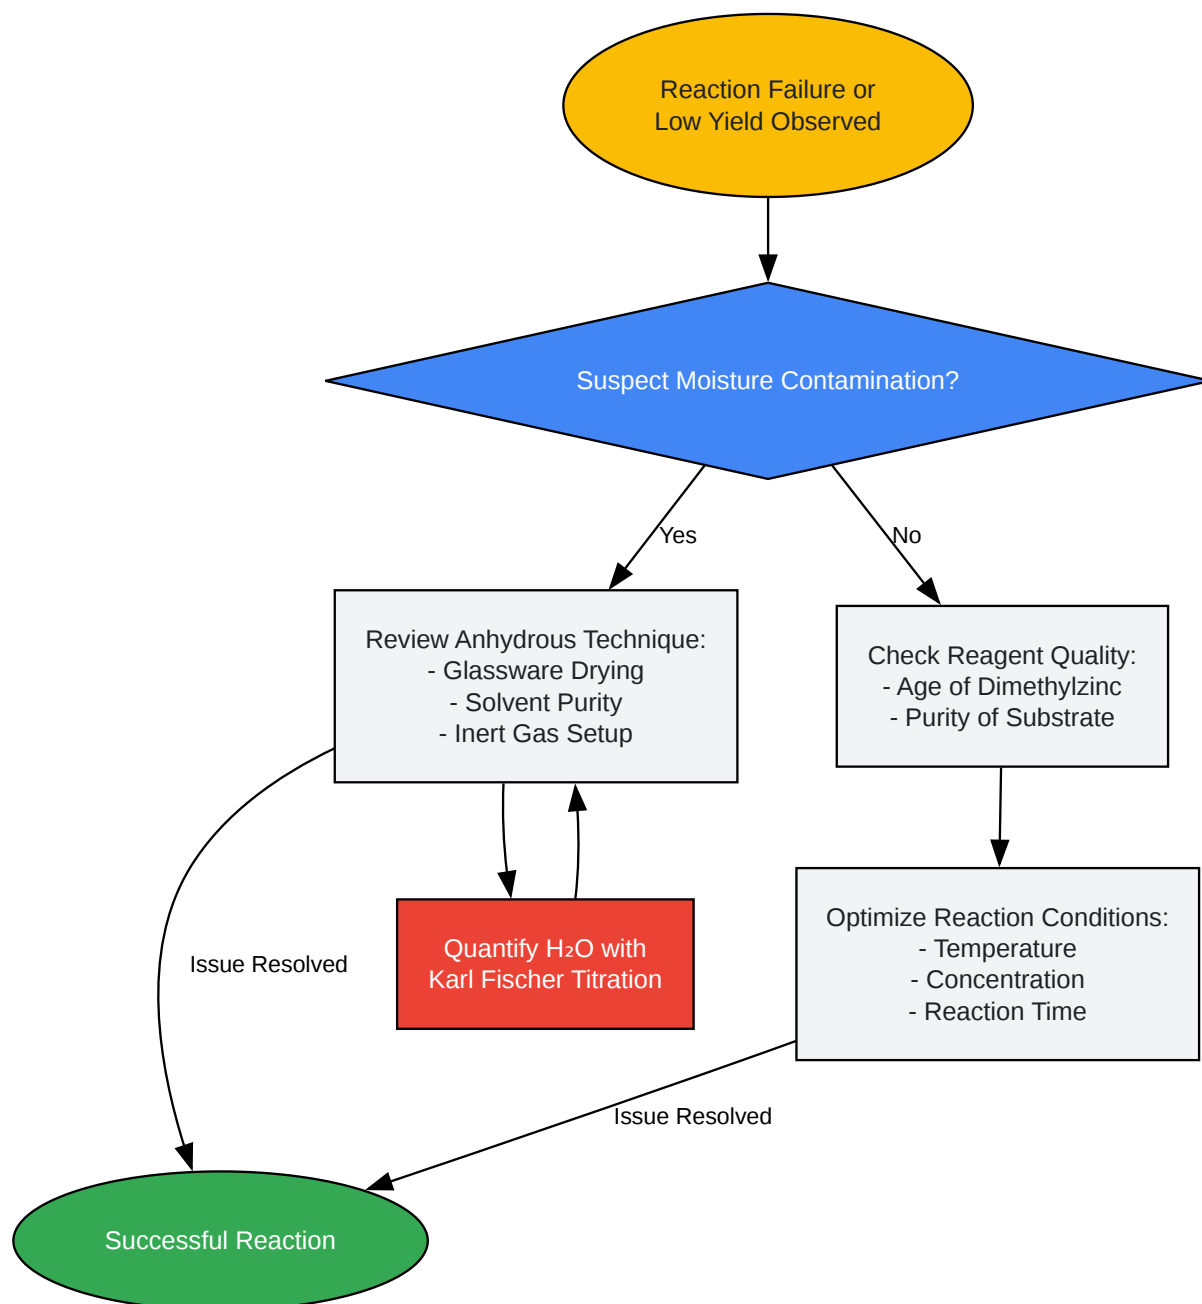 Reaction Failure or
Low Yield Observed
Suspect Moisture Contamination?
Yes
No
Review Anhydrous Technique:
- Glassware Drying
- Solvent Purity
- Inert Gas Setup
Check Reagent Quality:
- Age of Dimethylzinc
- Purity of Substrate
Quantify H₂O with
Karl Fischer Titration
Optimize Reaction Conditions:
- Temperature
- Concentration
- Reaction Time
Issue Resolved
Issue Resolved
Successful Reaction